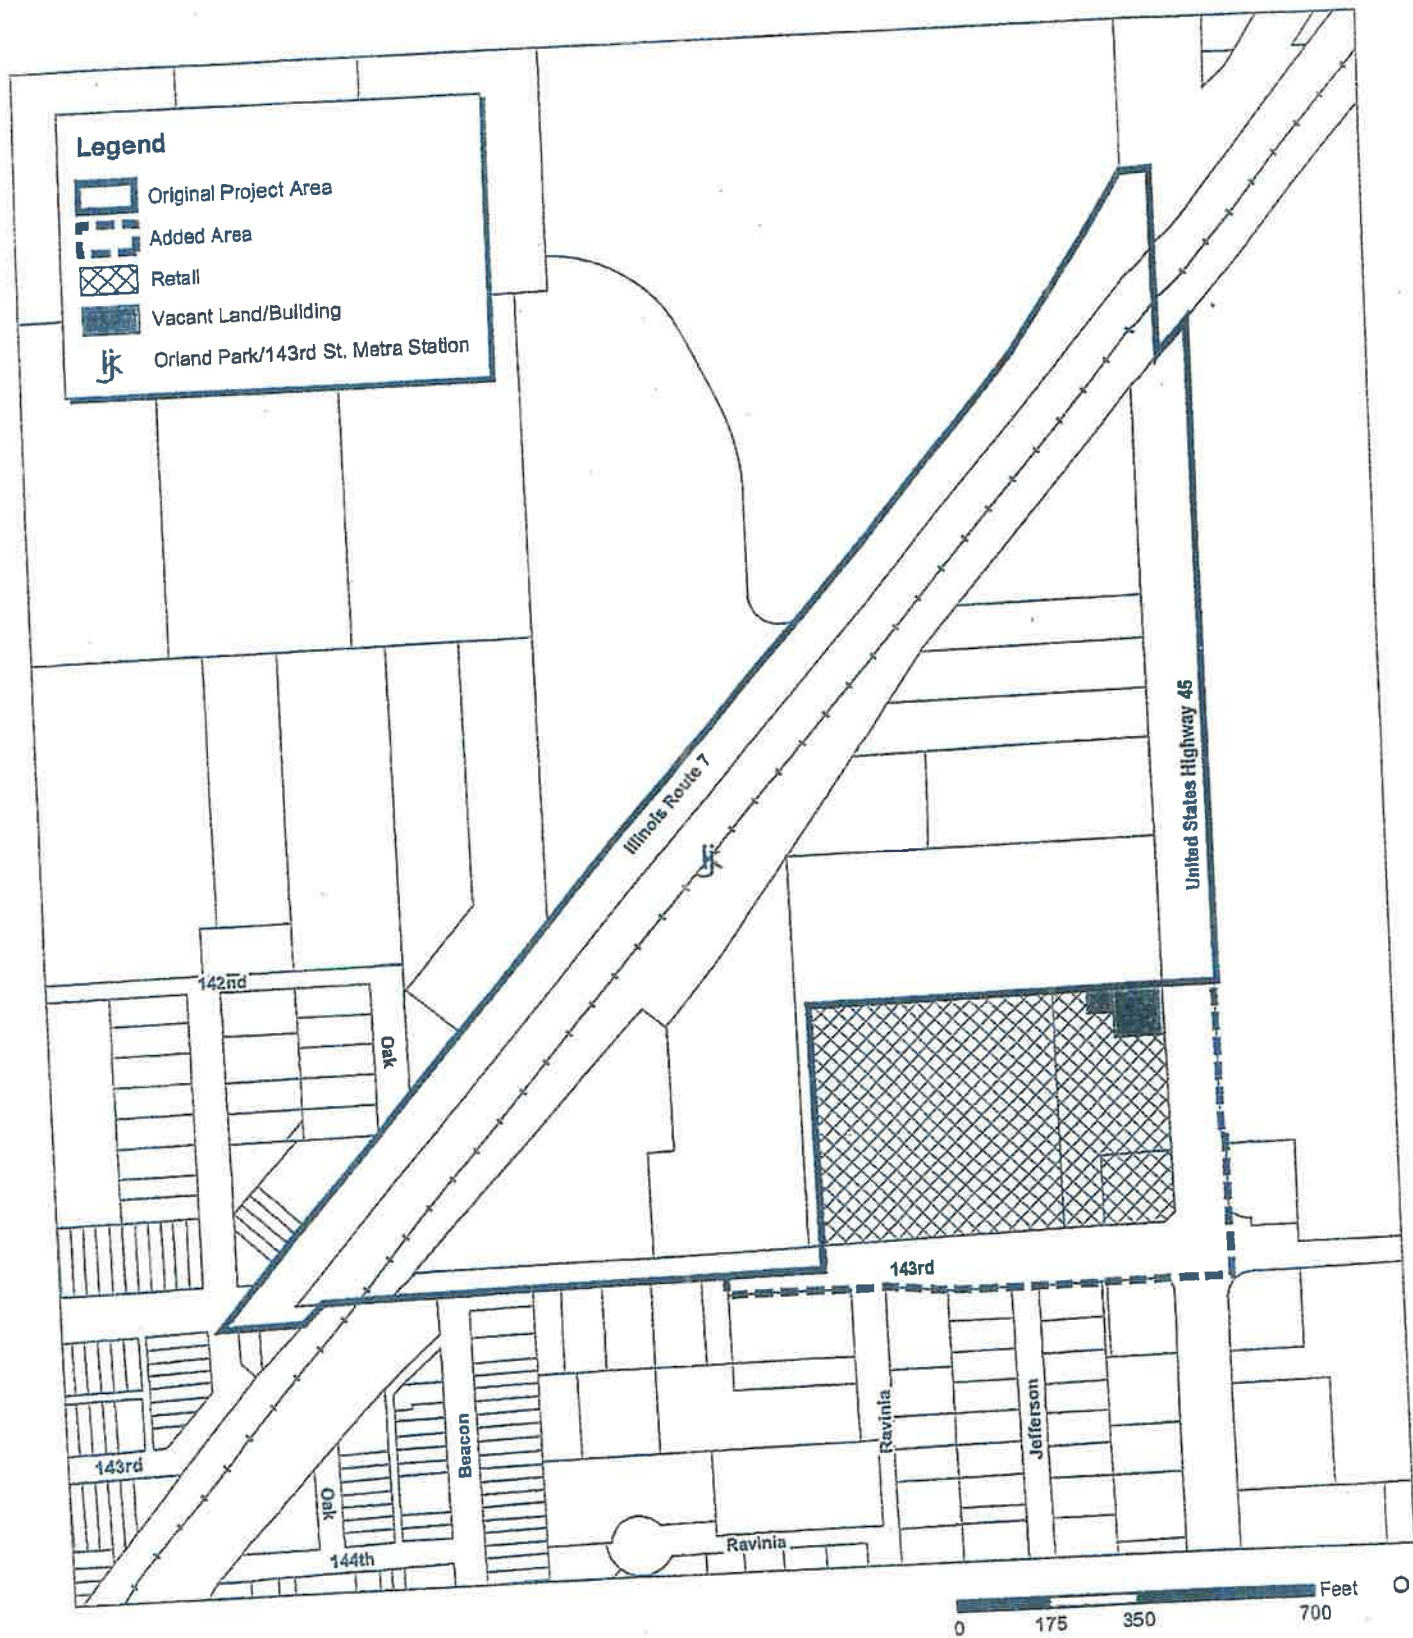 Legend
Original Project Area
Added Area
Retail
Vacant Land/Building
Orland Park/143rd St. Metra Station
Illinois Route 7
United States Highway 45
142nd
Oak
143rd
143rd
Beacon
Ravinia
Jefferson
Oak
144th
Ravinia
Feet
0
175
350
700